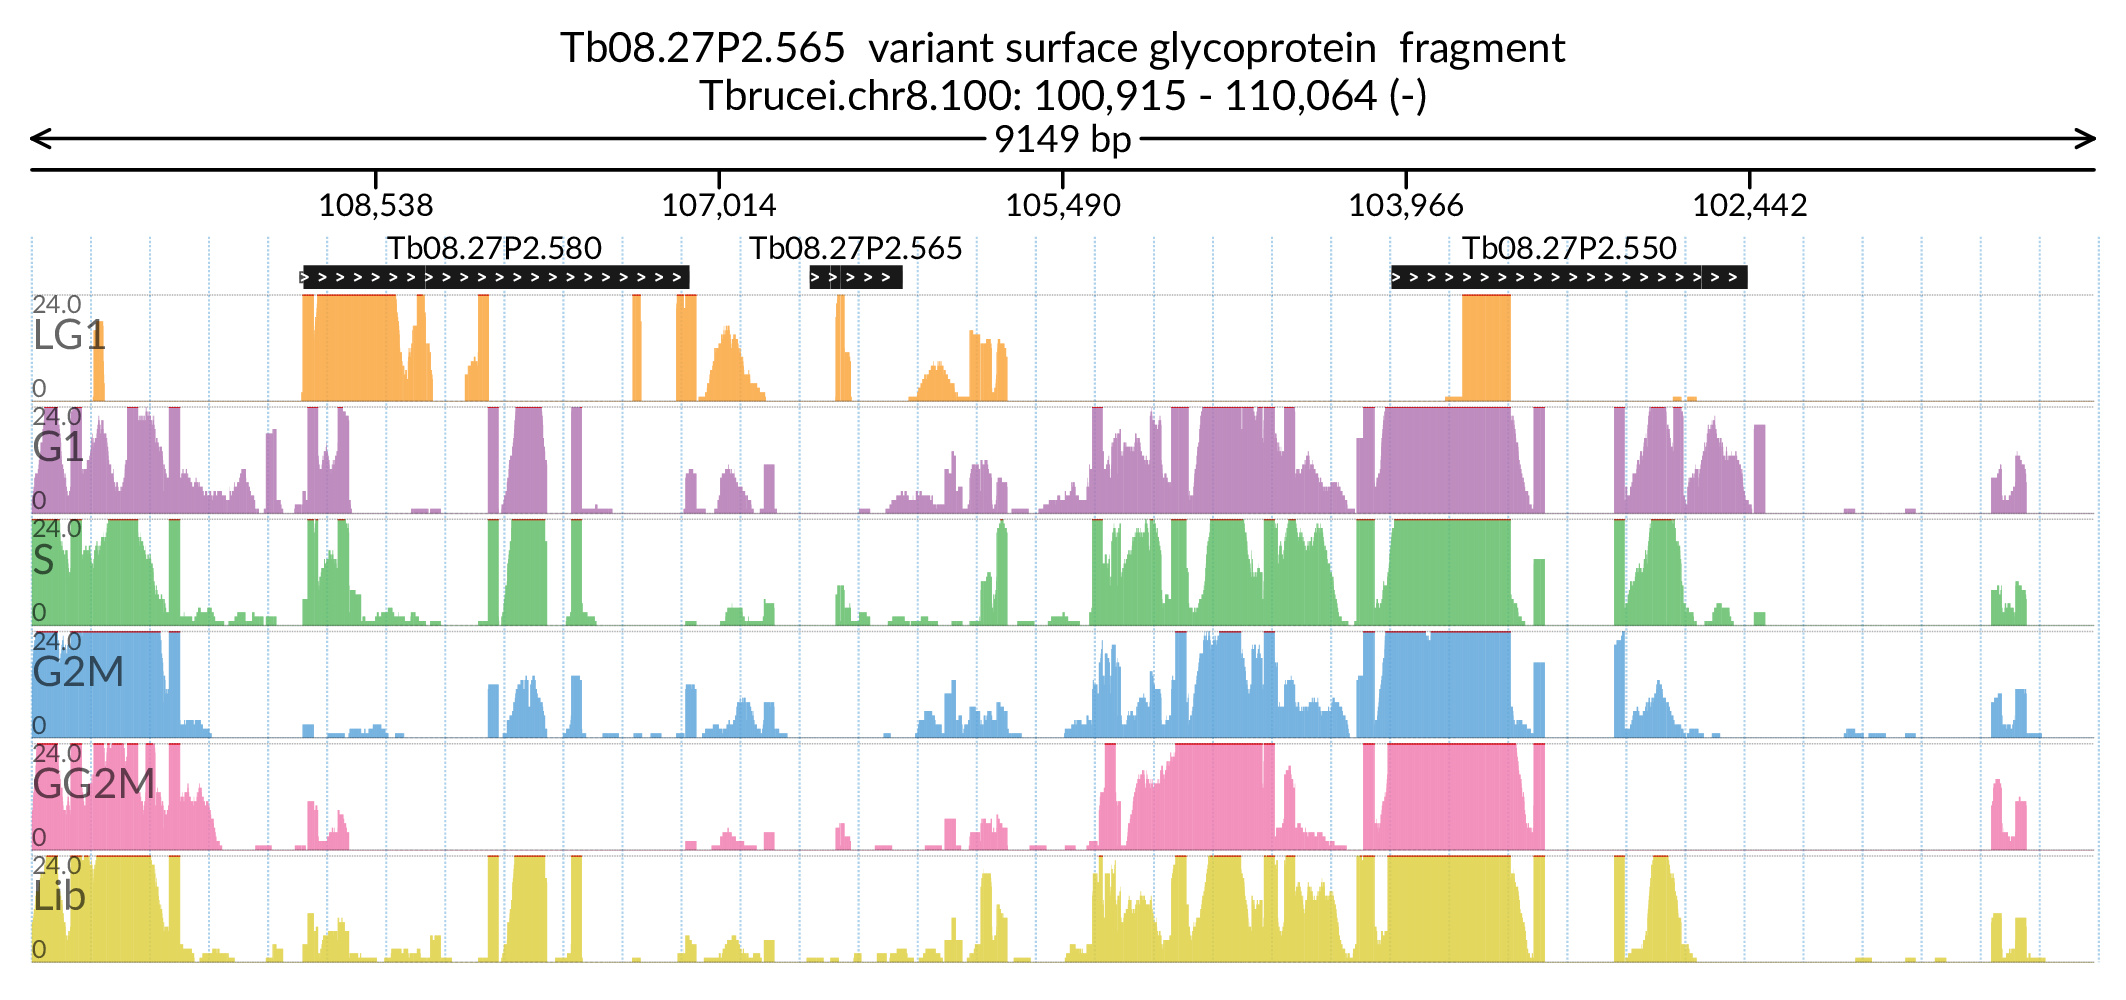 Tb08.27P2.565 variant surface glycoprotein fragment
Tbrucei.chr8.100: 100,915 - 110,064 (-)
9149 bp
108,538 107,014 105,490 103,966 102,442
Tb08.27P2.580 Tb08.27P2.565 Tb08.27P2.550
24.0
LG1
0
24.0
G1
0
24.0
S
0
24.0
G2M
0
24.0
GG2M
0
24.0
Lib
0